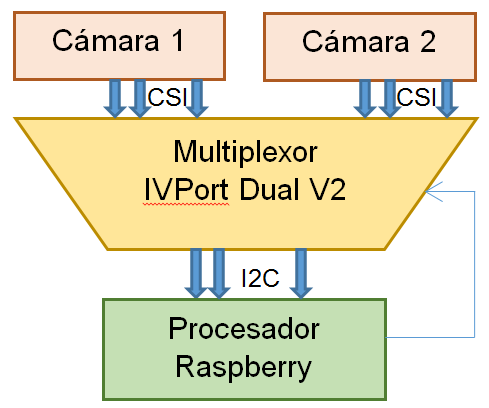 Cámara 1
Cámara 2
CSI
CSI
Multiplexor
IVPort Dual V2
I2C
Procesador
Raspberry